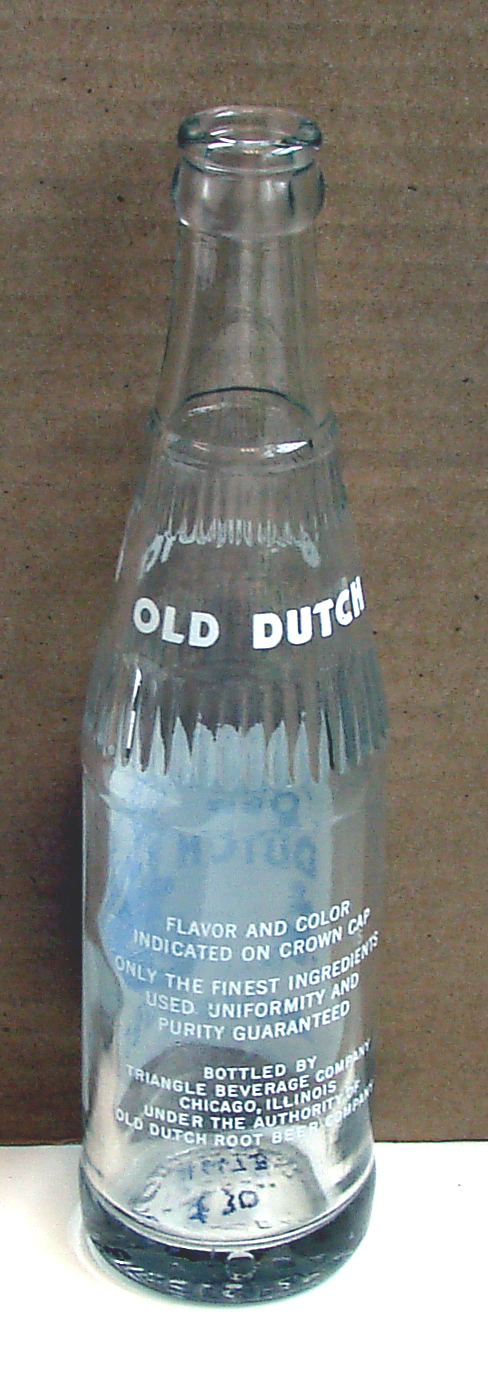 OLD DUTCH
FLAVOR AND COLOR
INDICATED ON CROWN CAP
ONLY THE FINEST INGREDIENTS
USED UNIFORMITY AND
PURITY GUARANTEED
BOTTLED BY
TRIANGLE BEVERAGE COMPANY
CHICAGO, ILLINOIS
UNDER THE AUTHORITY OF
OLD DUTCH ROOT BEER COMPANY